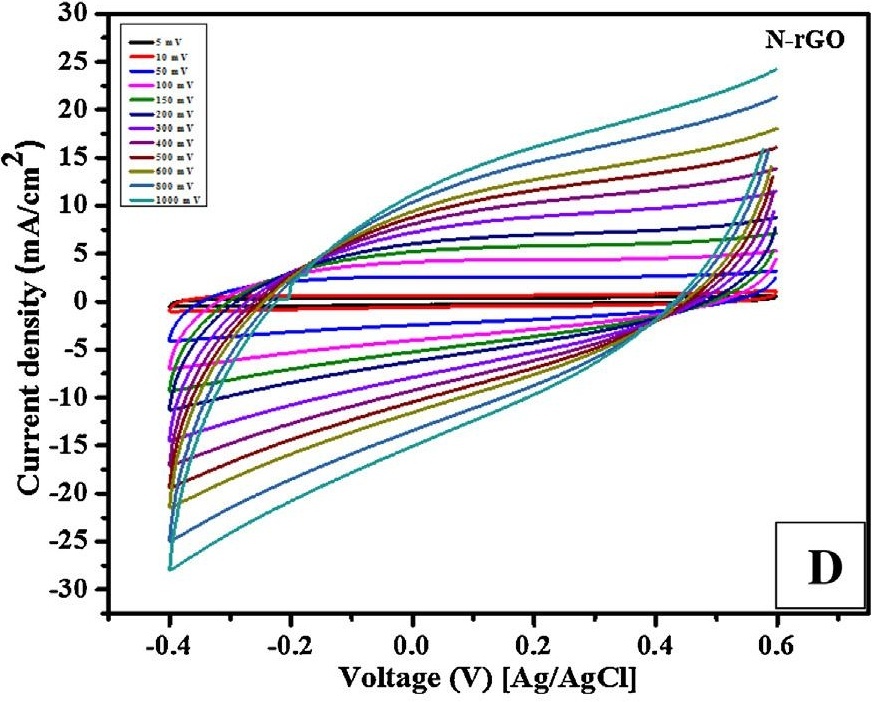 N-rGO
5 mV
10 mV
50 mV
100 mV
150 mV
200 mV
300 mV
400 mV
500 mV
600 mV
800 mV
1000 mV
30
25
20
15
10
5
0
-5
-10
-15
-20
-25
-30
Current density (mA/cm²)
D
-0.4 -0.2 0.0 0.2 0.4 0.6
Voltage (V) [Ag/AgCl]